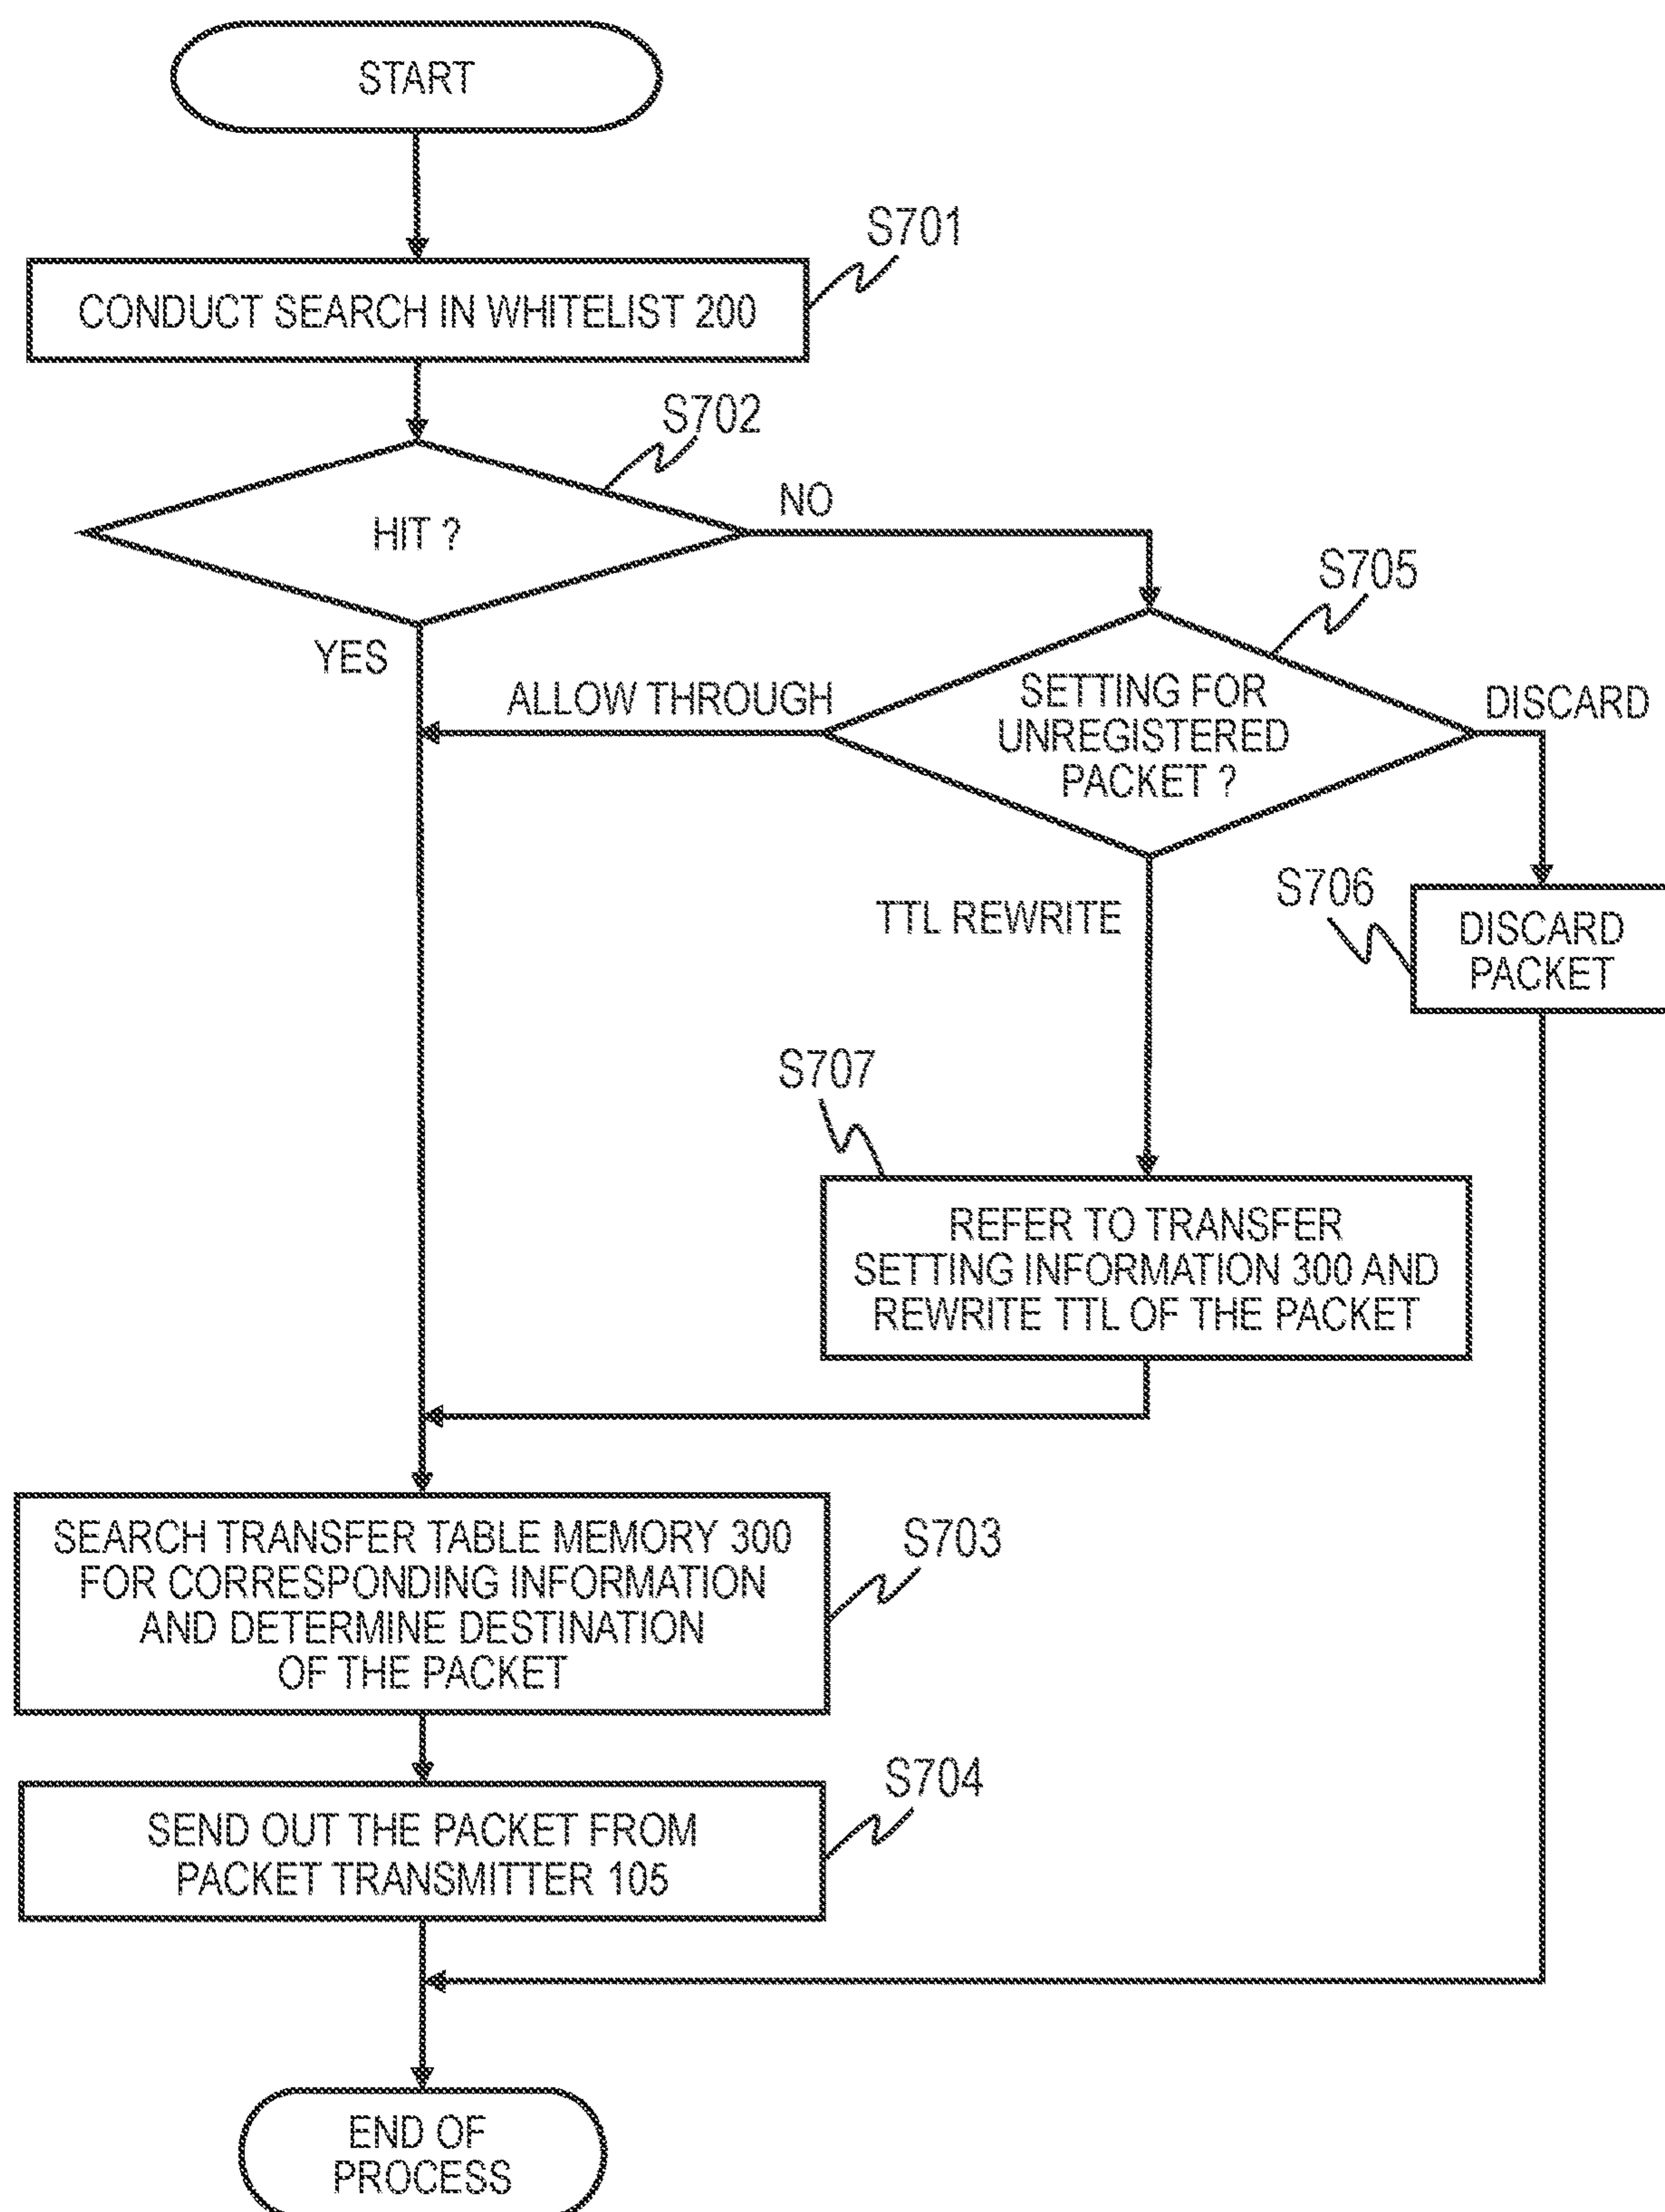 START
S701
CONDUCT SEARCH IN WHITELIST 200
S702
HIT ?
NO
YES
S705
SETTING FOR
UNREGISTERED
PACKET ?
ALLOW THROUGH
DISCARD
TTL REWRITE
S706
DISCARD
PACKET
S707
REFER TO TRANSFER
SETTING INFORMATION 300 AND
REWRITE TTL OF THE PACKET
S703
SEARCH TRANSFER TABLE MEMORY 300
FOR CORRESPONDING INFORMATION
AND DETERMINE DESTINATION
OF THE PACKET
S704
SEND OUT THE PACKET FROM
PACKET TRANSMITTER 105
END OF
PROCESS